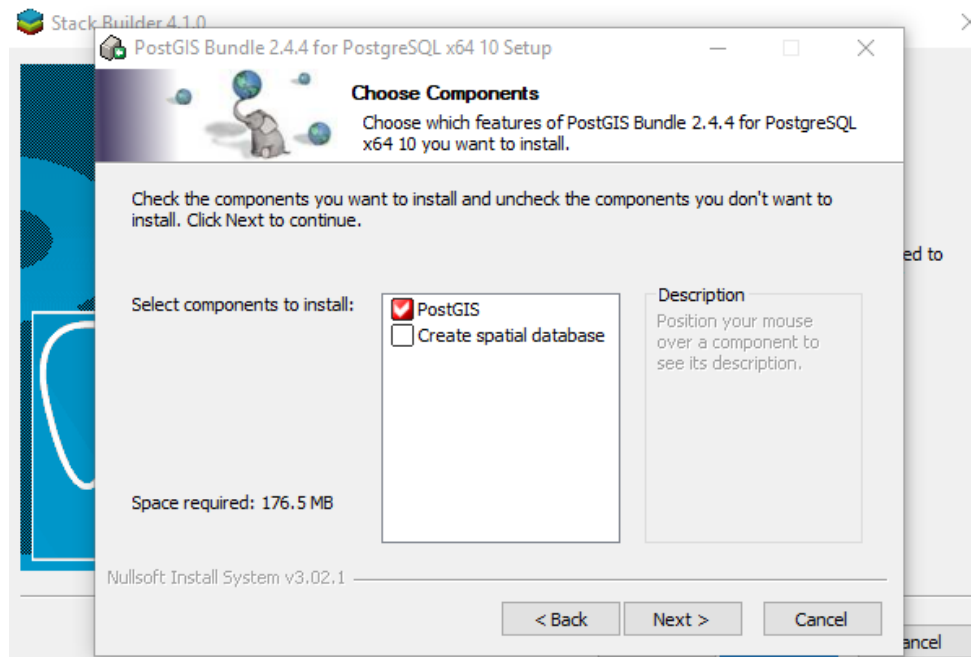 Stack Builder 4.1.0
PostGIS Bundle 2.4.4 for PostgreSQL x64 10 Setup
Choose Components
Choose which features of PostGIS Bundle 2.4.4 for PostgreSQL
x64 10 you want to install.
Check the components you want to install and uncheck the components you don't want to
install. Click Next to continue.
ed to
Select components to install:
PostGIS
Create spatial database
Description
Position your mouse
over a component to
see its description.
Space required: 176.5 MB
Nullsoft Install System v3.02.1
< Back
Next >
Cancel
ancel